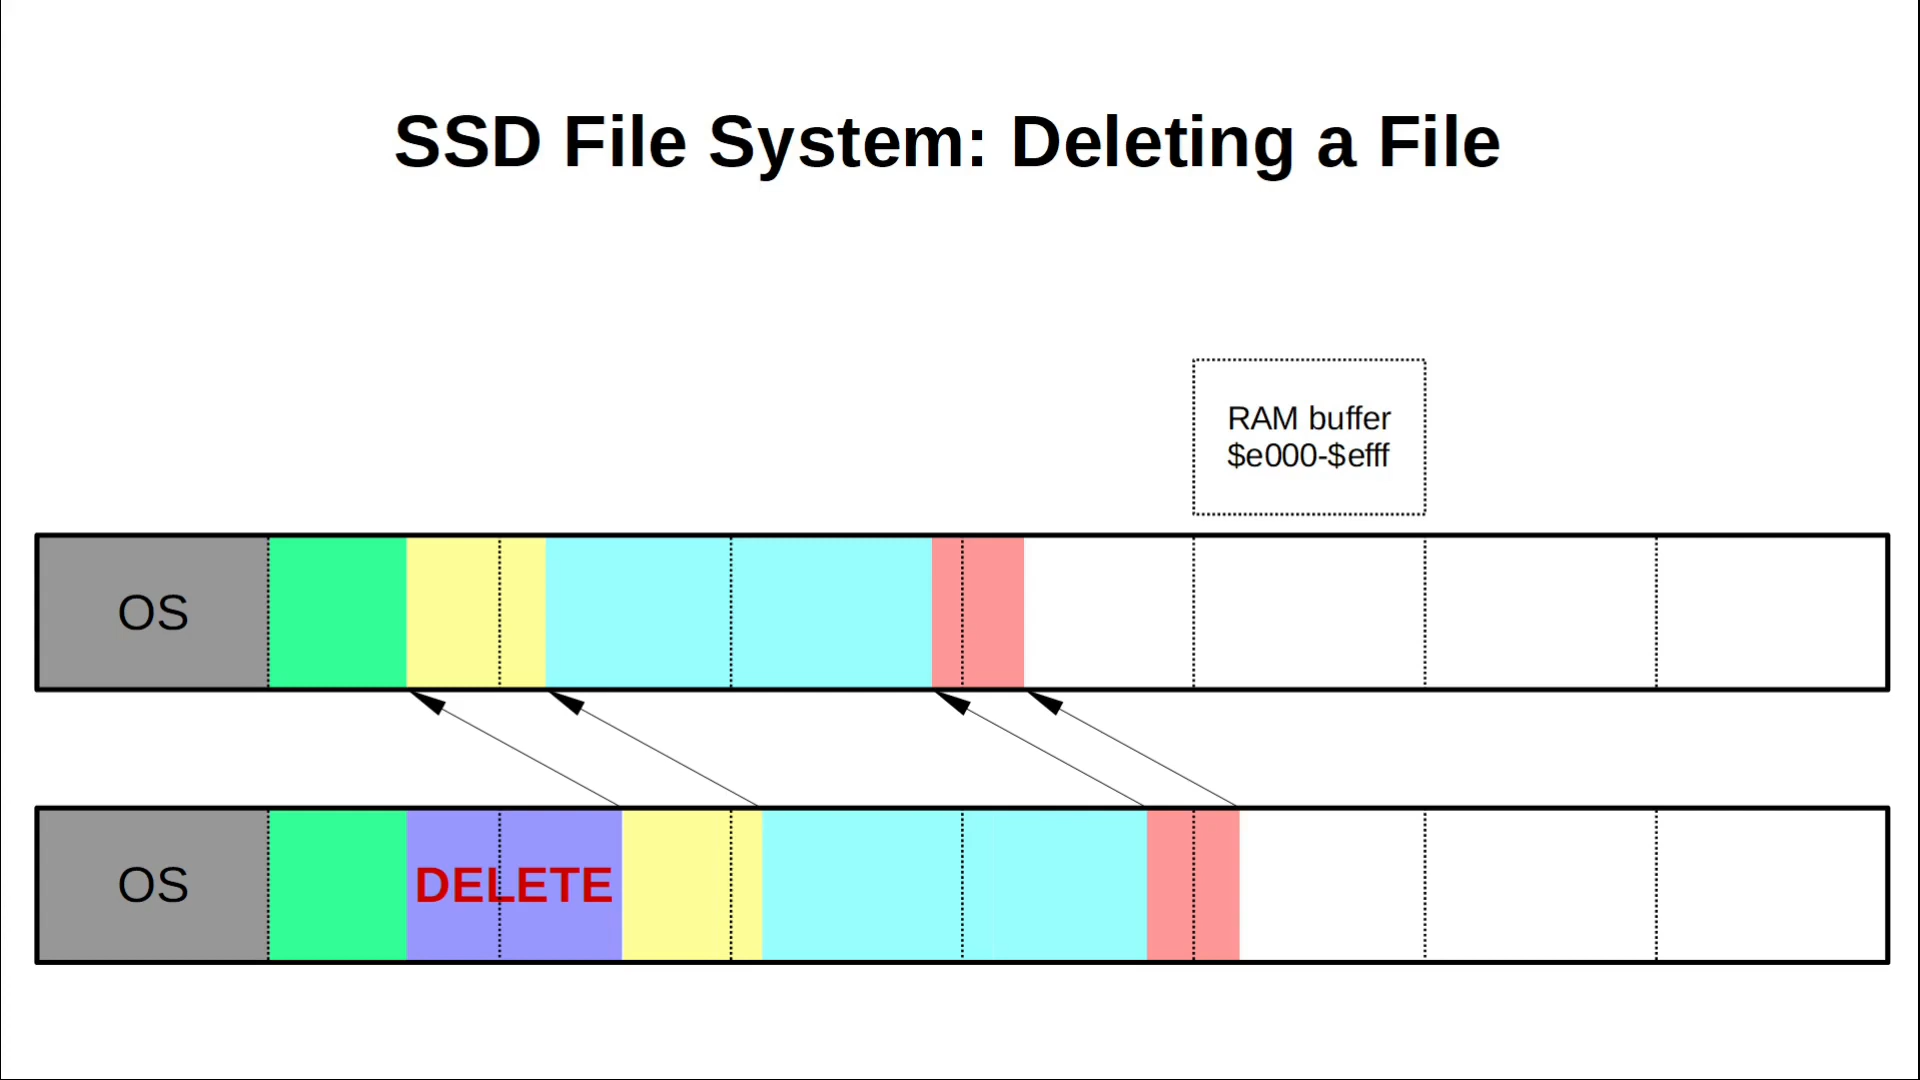 SSD File System: Deleting a File
RAM buffer
$e000-$efff
OS
OS
DELETE